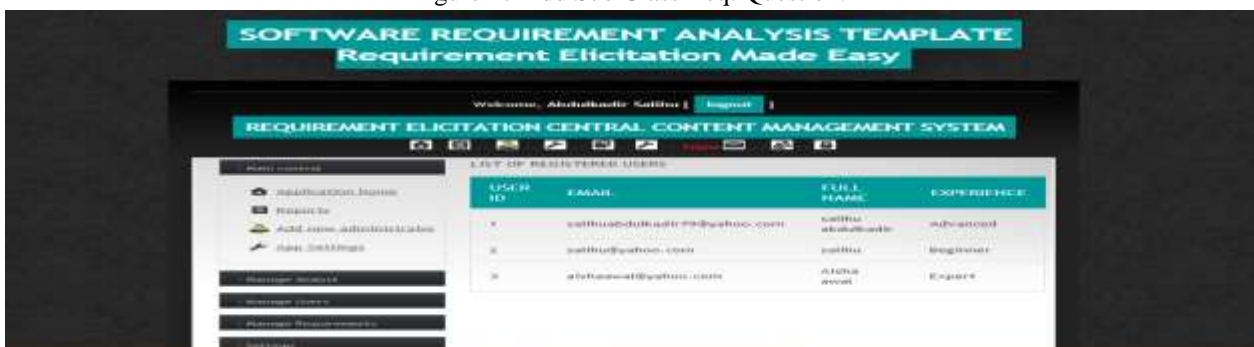 SOFTWARE REQUIREMENT ANALYSIS TEMPLATE
Requirement Elicitation Made Easy
Welcome, Abdulkadir Salihu [ logout ]
REQUIREMENT ELICITATION CENTRAL CONTENT MANAGEMENT SYSTEM
Main control
LIST OF REGISTERED USERS
Application home
Reports
Add new administrator
App Settings
Manage Analyst
Manage Users
Manage Requirements
Settings
USER ID EMAIL FULL NAME EXPERIENCE
1 salihu abdulkadir Advanced
2 salihu@yahoo.com salihu Beginner
3 aishaawal@yahoo.com Aisha awal Expert